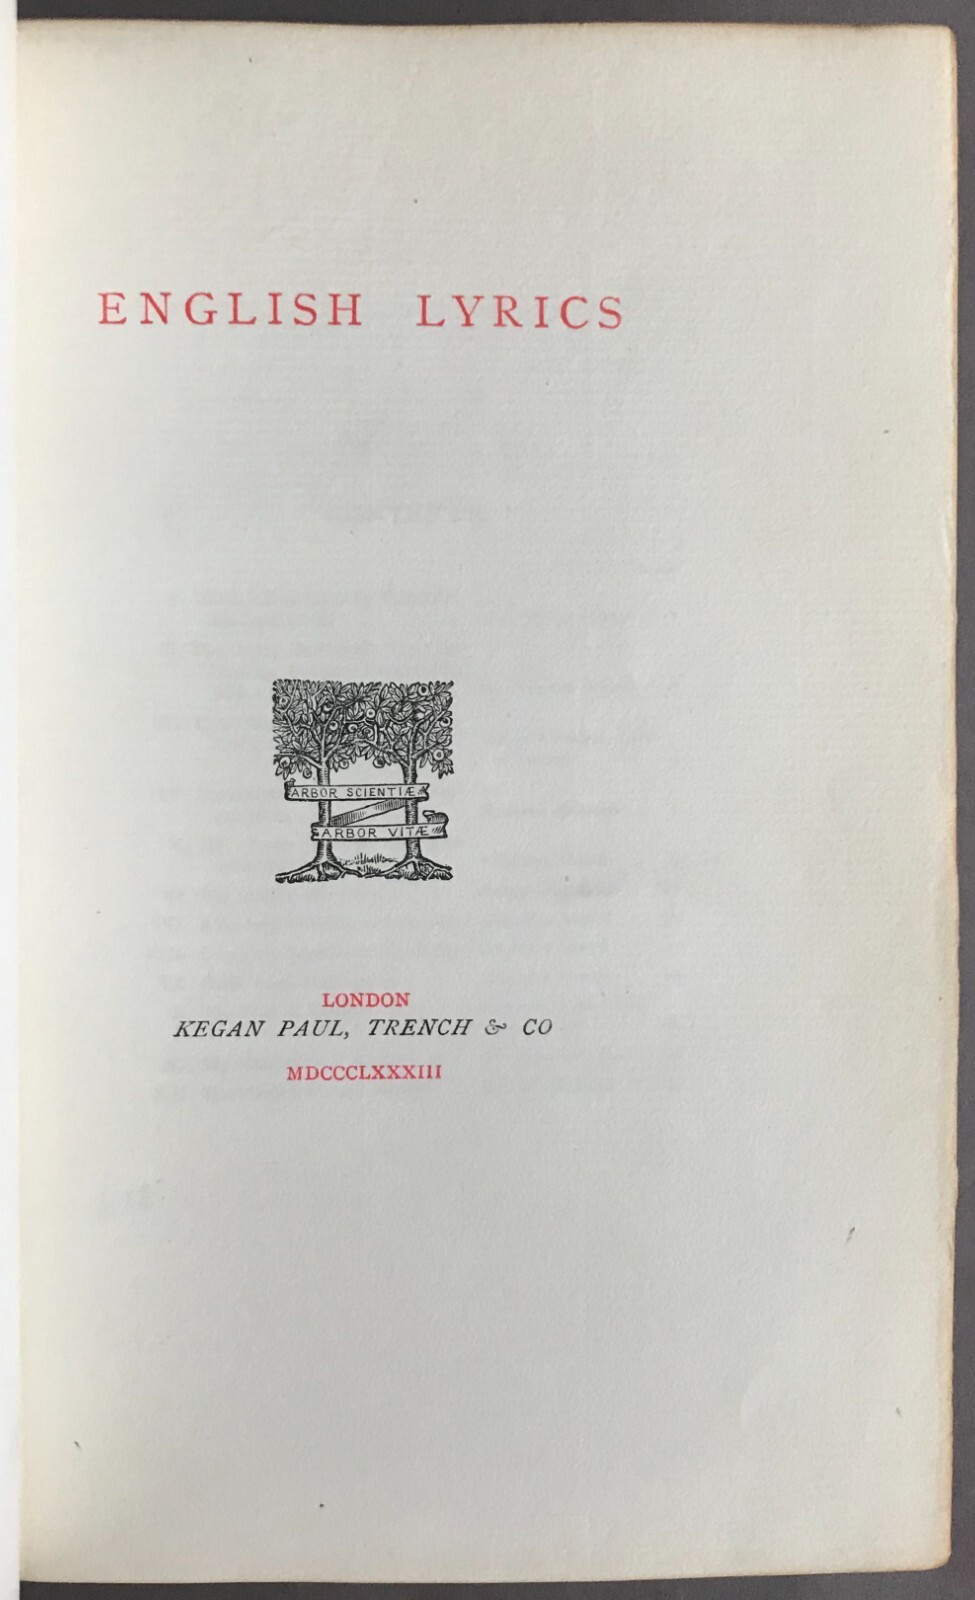 ENGLISH LYRICS
ARBOR SCIENTIÆ
ARBOR VITÆ
LONDON
KEGAN PAUL, TRENCH & CO
MDCCCLXXXIII